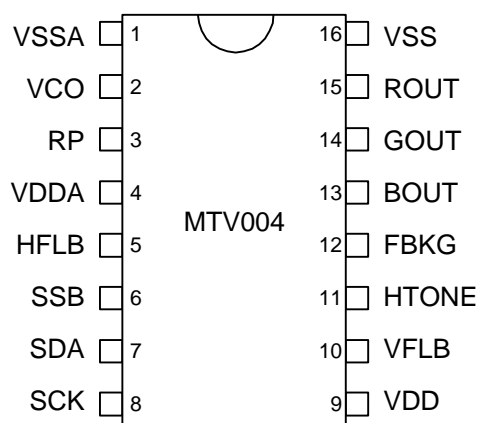 VSSA 1 16 VSS
VCO 2 15 ROUT
RP 3 14 GOUT
VDDA 4 13 BOUT
MTV004
HFLB 5 12 FBKG
SSB 6 11 HTONE
SDA 7 10 VFLB
SCK 8 9 VDD